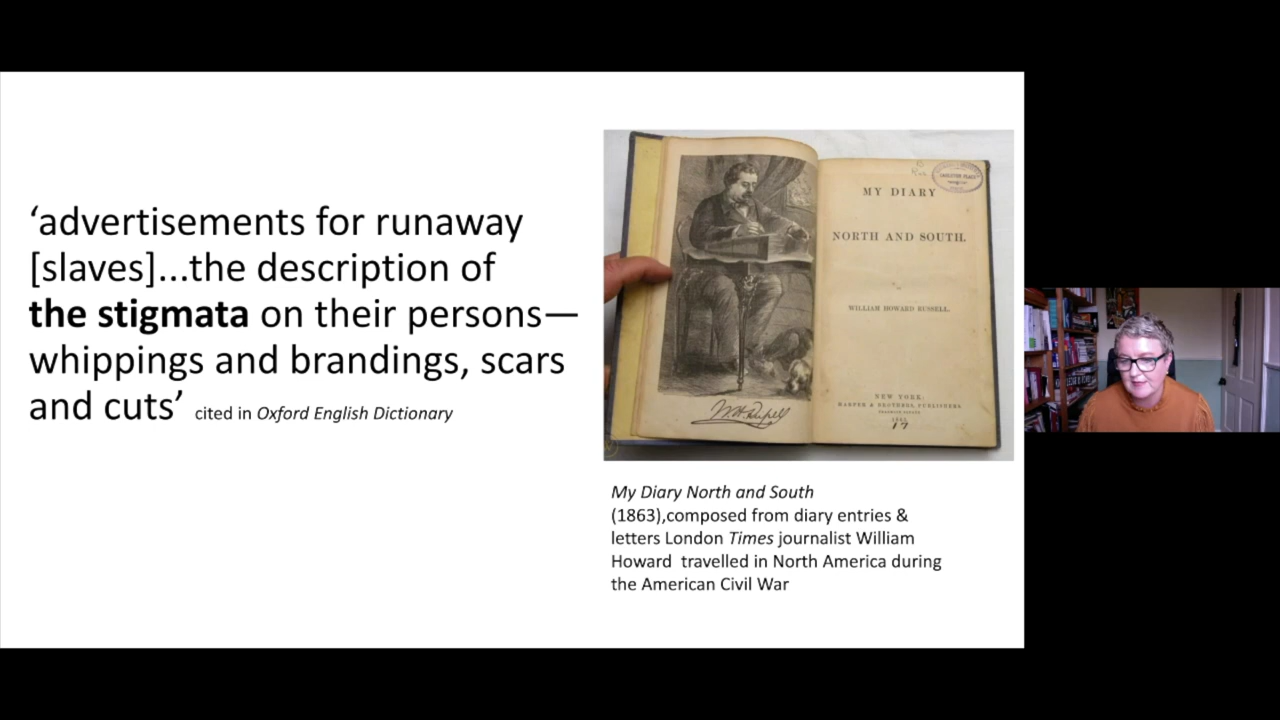 ‘advertisements for runaway
[slaves]...the description of
the stigmata on their persons—
whippings and brandings, scars
and cuts’ cited in Oxford English Dictionary
MY DIARY
NORTH AND SOUTH.
WILLIAM HOWARD RUSSELL.
NEW YORK:
HARPER & BROTHERS, PUBLISHERS
17
My Diary North and South
(1863),composed from diary entries &
letters London Times journalist William
Howard travelled in North America during
the American Civil War